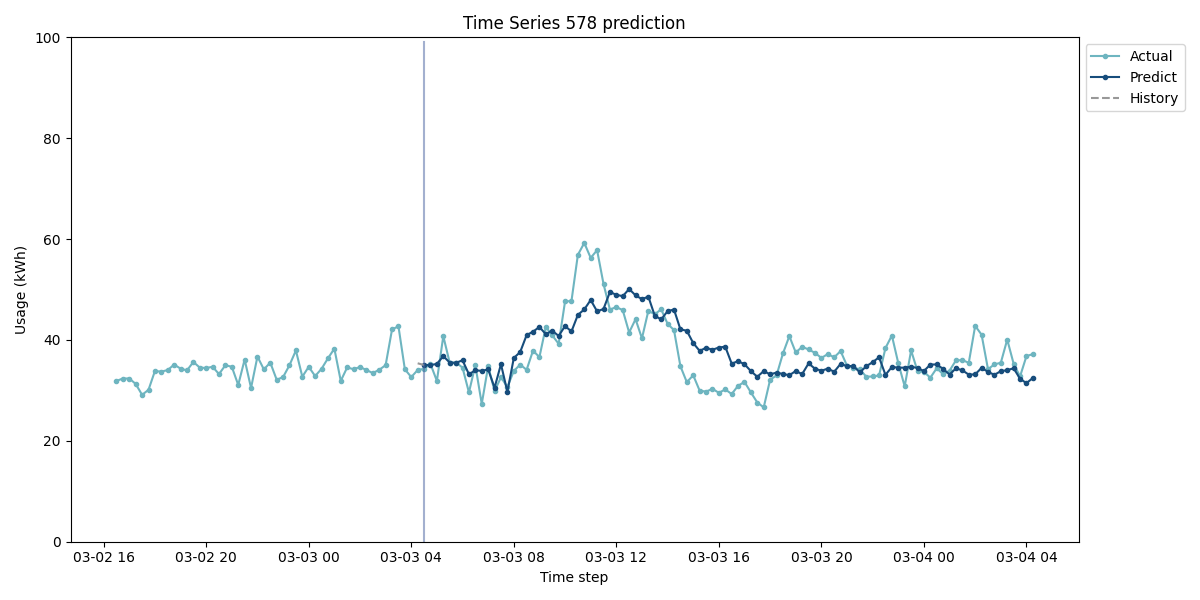 Time Series 578 prediction
100
80
60
40
20
0
Usage (kWh)
03-02 16
03-02 20
03-03 00
03-03 04
03-03 08
03-03 12
03-03 16
03-03 20
03-04 00
03-04 04
Time step
Actual
Predict
History